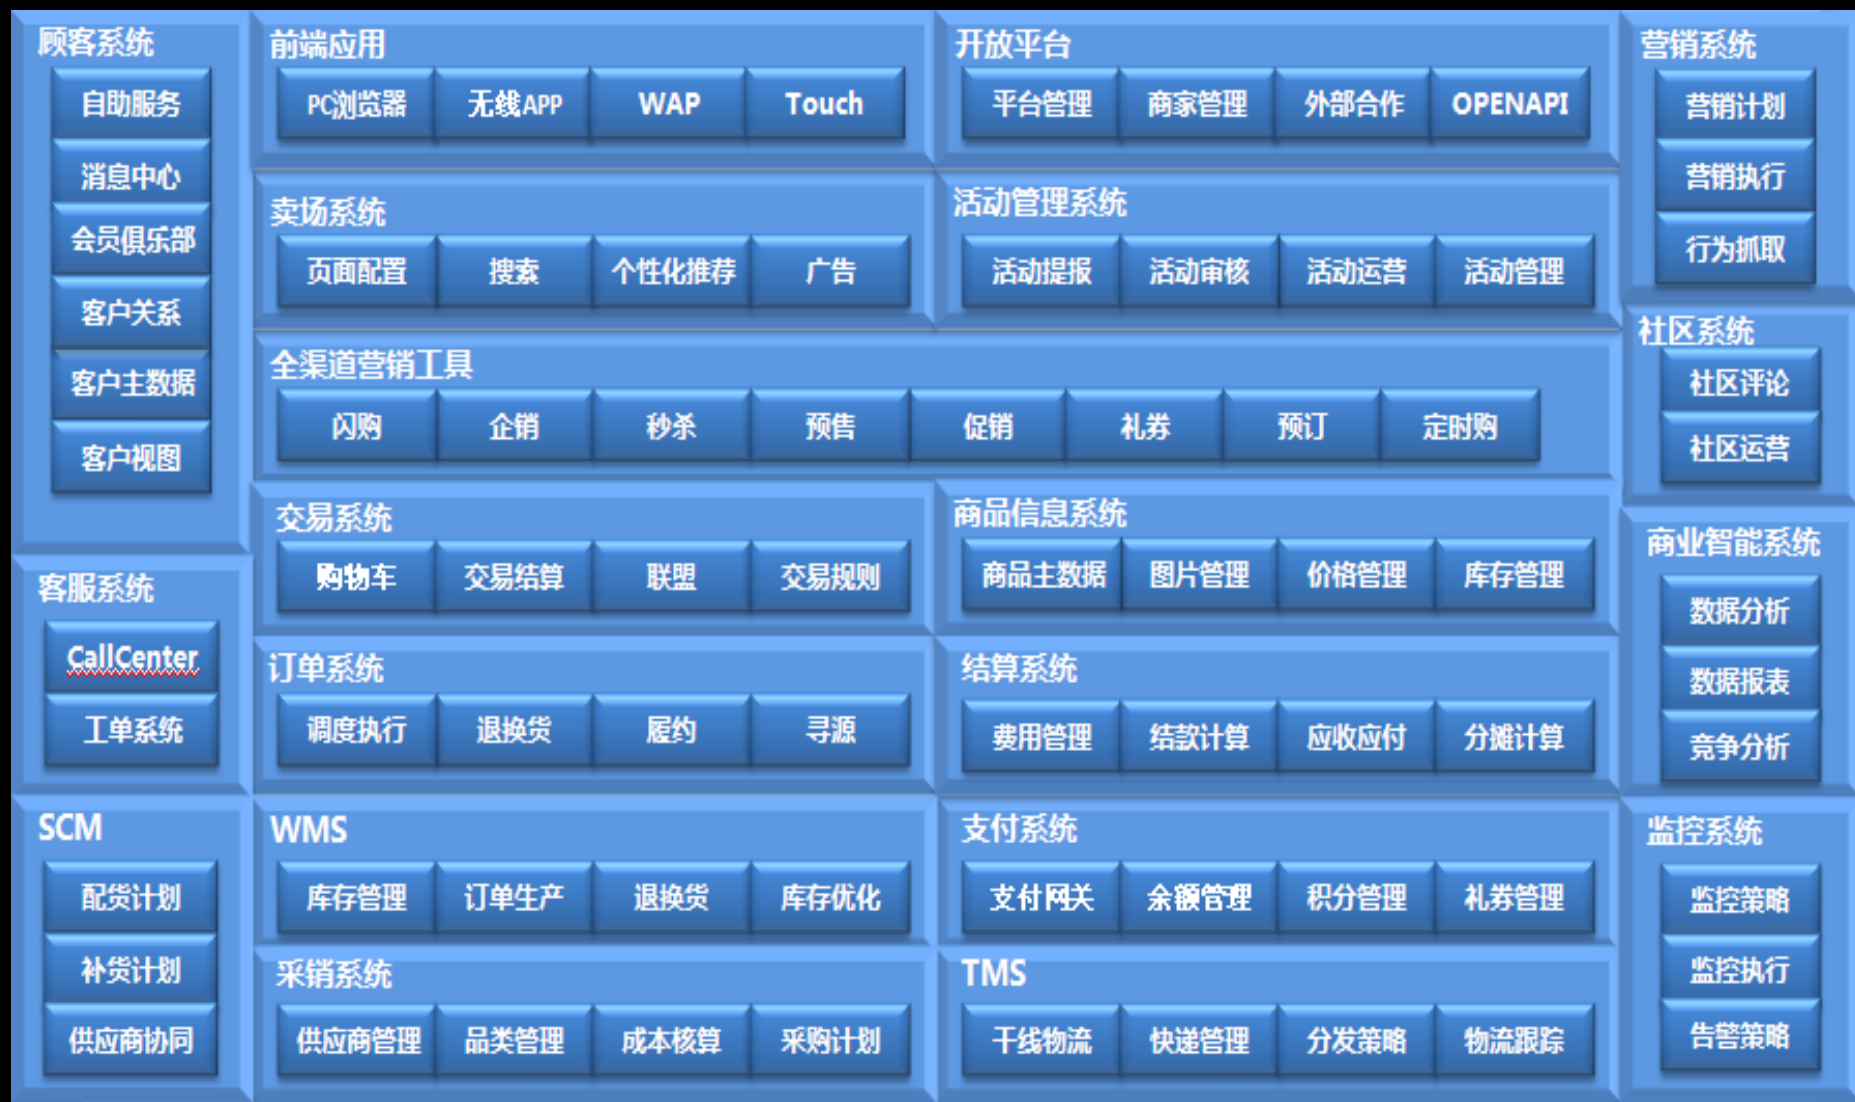 顾客系统
自助服务
消息中心
会员俱乐部
客户关系
客户主数据
客户视图
客服系统
CallCenter
工单系统
SCM
配货计划
补货计划
供应商协同
前端应用
PC浏览器
无线APP
WAP
Touch
开放平台
平台管理
商家管理
外部合作
OPENAPI
卖场系统
页面配置
搜索
个性化推荐
广告
活动管理系统
活动提报
活动审核
活动运营
活动管理
全渠道营销工具
闪购
企销
秒杀
预售
促销
礼券
预订
定时购
交易系统
购物车
交易结算
联盟
交易规则
商品信息系统
商品主数据
图片管理
价格管理
库存管理
订单系统
调度执行
退换货
履约
寻源
结算系统
费用管理
结款计算
应收应付
分摊计算
WMS
库存管理
订单生产
退换货
库存优化
支付系统
支付网关
余额管理
积分管理
礼券管理
采销系统
供应商管理
品类管理
成本核算
采购计划
TMS
干线物流
快递管理
分发策略
物流跟踪
营销系统
营销计划
营销执行
行为抓取
社区系统
社区评论
社区运营
商业智能系统
数据分析
数据报表
竞争分析
监控系统
监控策略
监控执行
告警策略